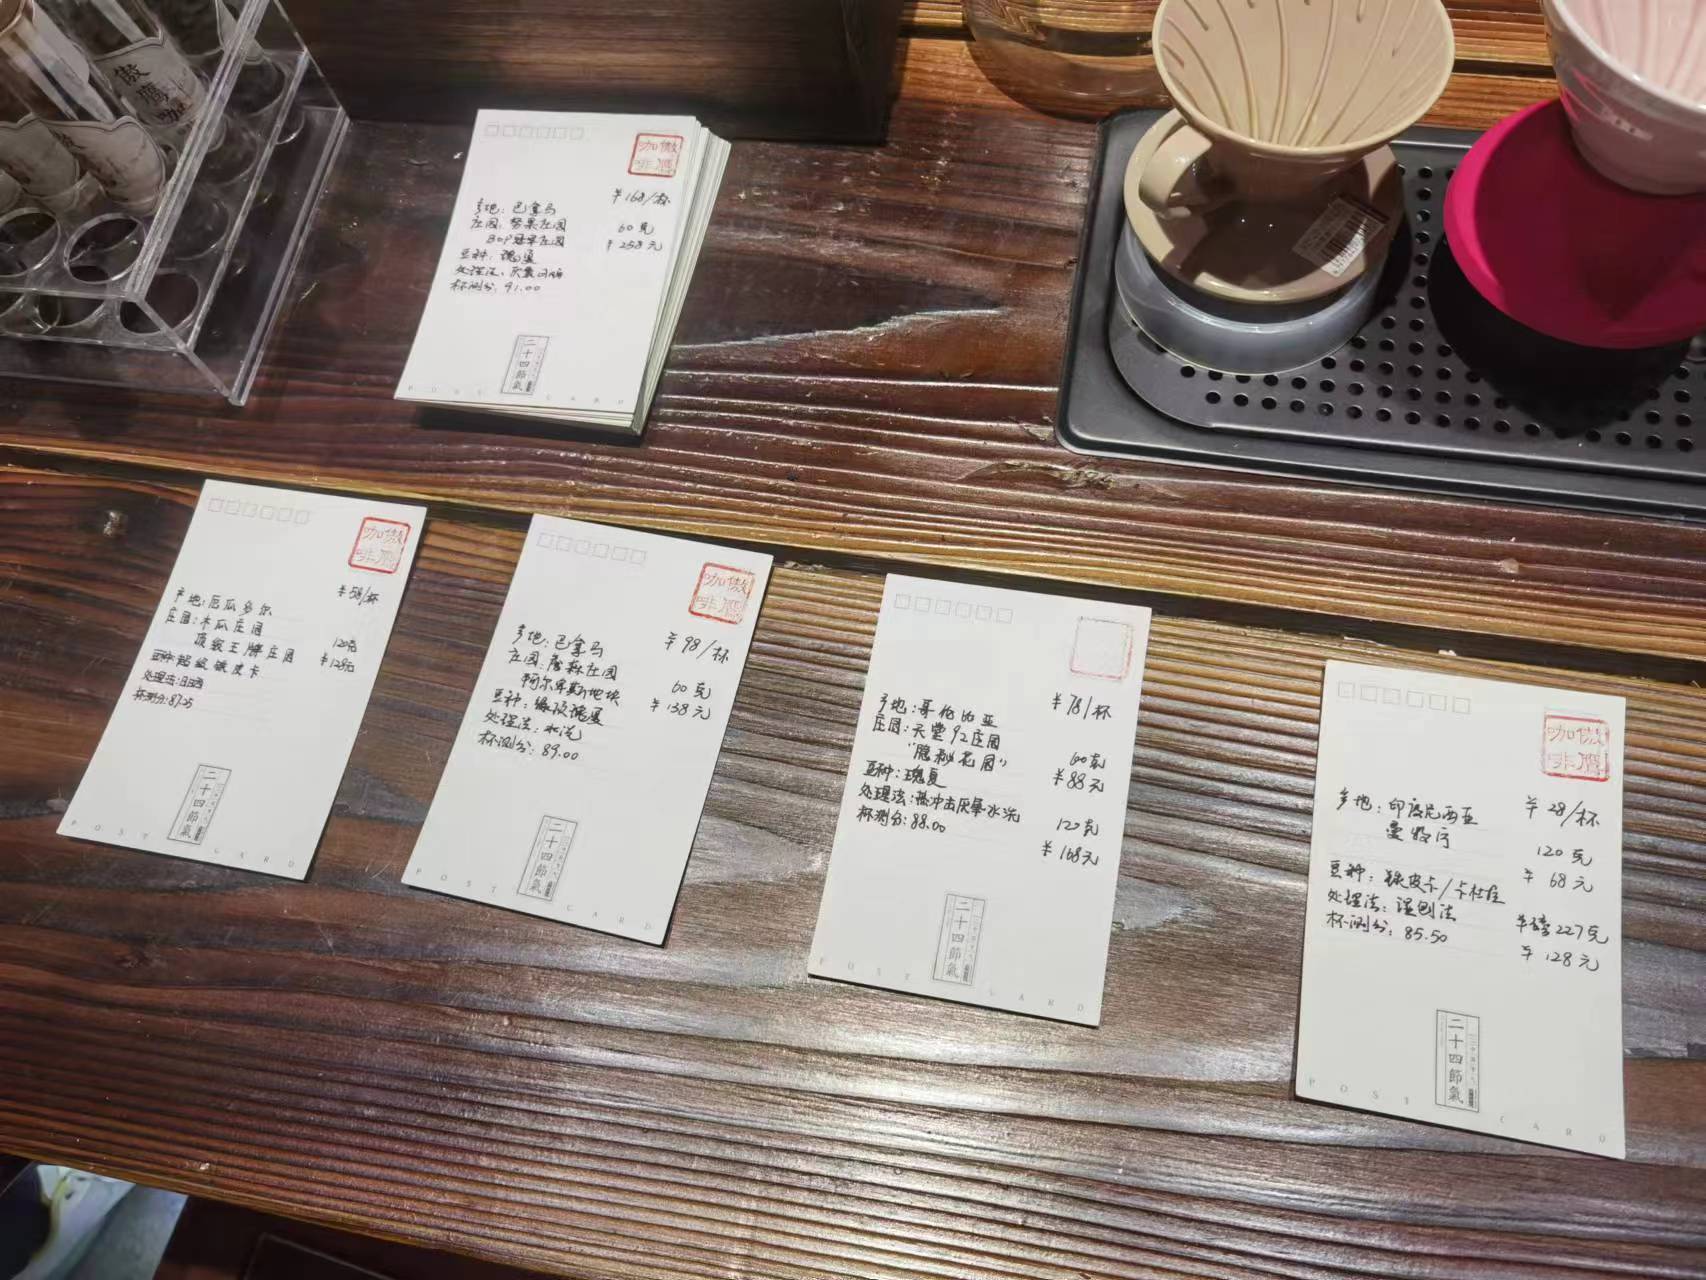 傲鹰咖
傲鹰
咖啡
¥168/杯
产地：巴拿马
庄园：努果庄园
60克
BOP冠军庄园
¥258元
豆种：瑰夏
处理法：厌氧日晒
杯测分：91.00
二十四節氣
POST CARD
傲鹰
咖啡
¥58/杯
产地：厄瓜多尔
庄园：木瓜庄园
120克
顶级王牌庄园
¥128元
豆种：超级铁皮卡
处理法：日晒
杯测分：87.25
二十四節氣
POST CARD
傲鹰
咖啡
¥98/杯
产地：巴拿马
庄园：詹森庄园
60克
阿尔卑斯地块
¥138元
豆种：绿顶瑰夏
处理法：水洗
杯测分：89.00
二十四節氣
POST CARD
¥78/杯
产地：哥伦比亚
庄园：天堂92庄园
60克
“隐秘花园”
¥88元
豆种：瑰夏
处理法：热冲击厌氧水洗
120克
杯测分：88.00
¥168元
二十四節氣
POST CARD
傲鹰
咖啡
¥28/杯
产地：印度尼西亚
曼特宁
120克
¥68元
豆种：铁皮卡/卡杜拉
处理法：湿刨法
半磅227克
杯测分：85.50
¥128元
二十四節氣
POST CARD